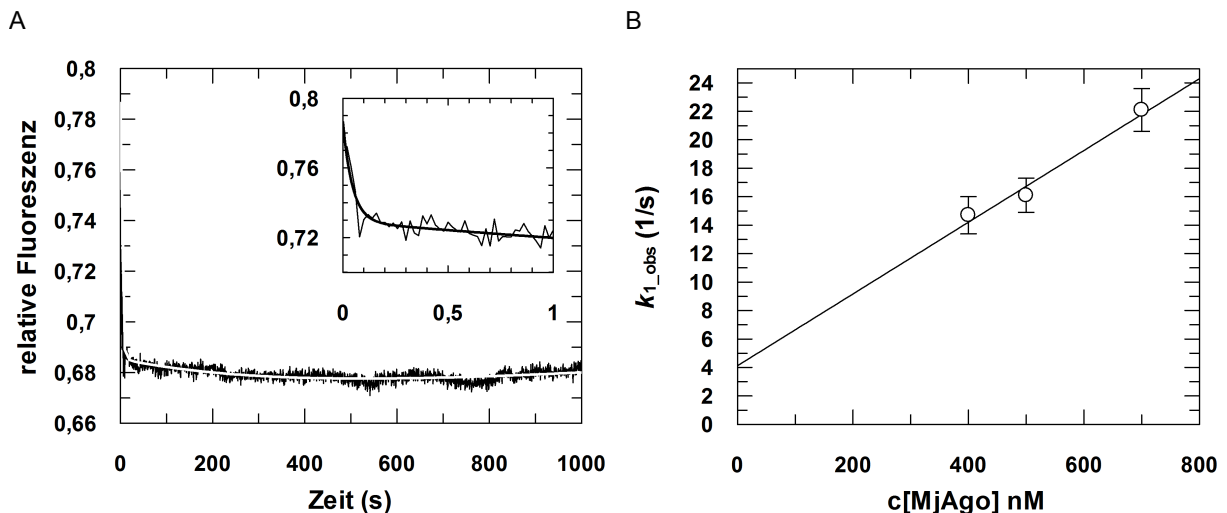 A
B
0,8
0,78
0,76
0,74
0,72
0,7
0,68
0,66
relative Fluoreszenz
0 200 400 600 800 1000
Zeit (s)
0,8
0,76
0,72
0 0,5 1
24
22
20
18
16
14
12
10
8
6
4
2
0
k1_obs (1/s)
0 200 400 600 800
c[MjAgo] nM